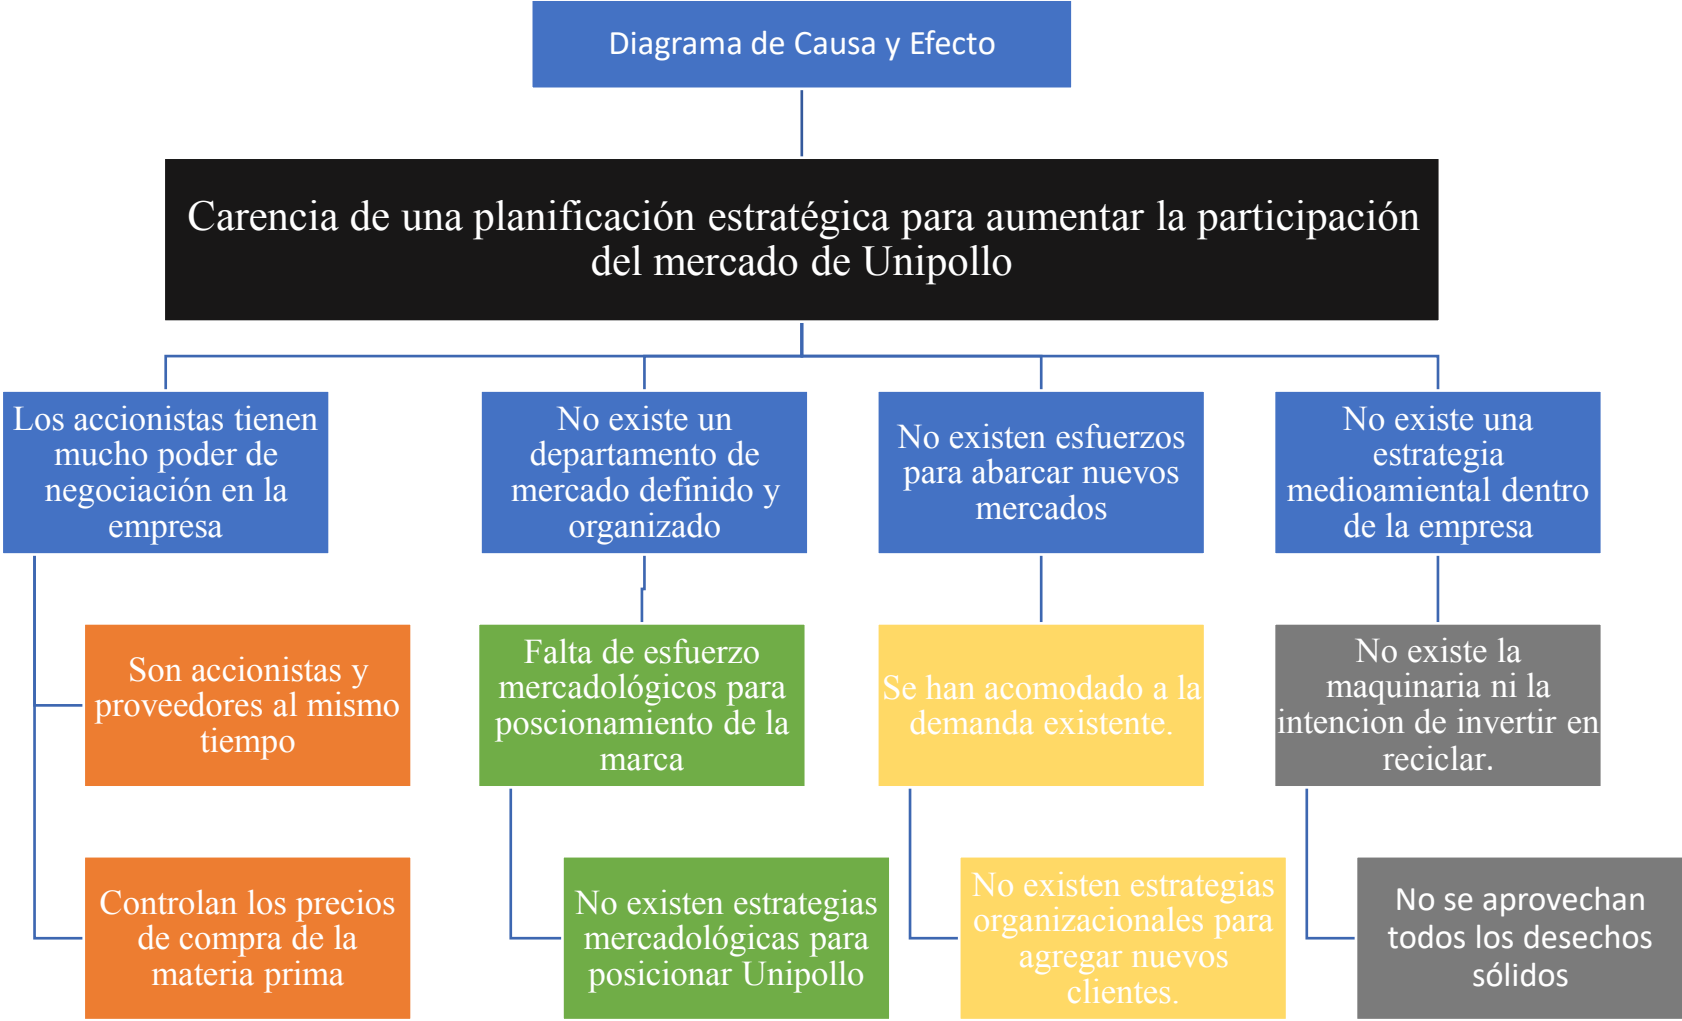 Diagrama de Causa y Efecto
Carencia de una planificación estratégica para aumentar la participación
del mercado de Unipollo
Los accionistas tienen
mucho poder de
negociación en la
empresa
No existe un
departamento de
mercado definido y
organizado
No existen esfuerzos
para abarcar nuevos
mercados
No existe una
estrategia
medioamiental dentro
de la empresa
Son accionistas y
proveedores al mismo
tiempo
Falta de esfuerzo
mercadológicos para
poscionamiento de la
marca
Se han acomodado a la
demanda existente.
No existe la
maquinaria ni la
intencion de invertir en
reciclar.
Controlan los precios
de compra de la
materia prima
No existen estrategias
mercadológicas para
posicionar Unipollo
No existen estrategias
organizacionales para
agregar nuevos
clientes.
No se aprovechan
todos los desechos
sólidos